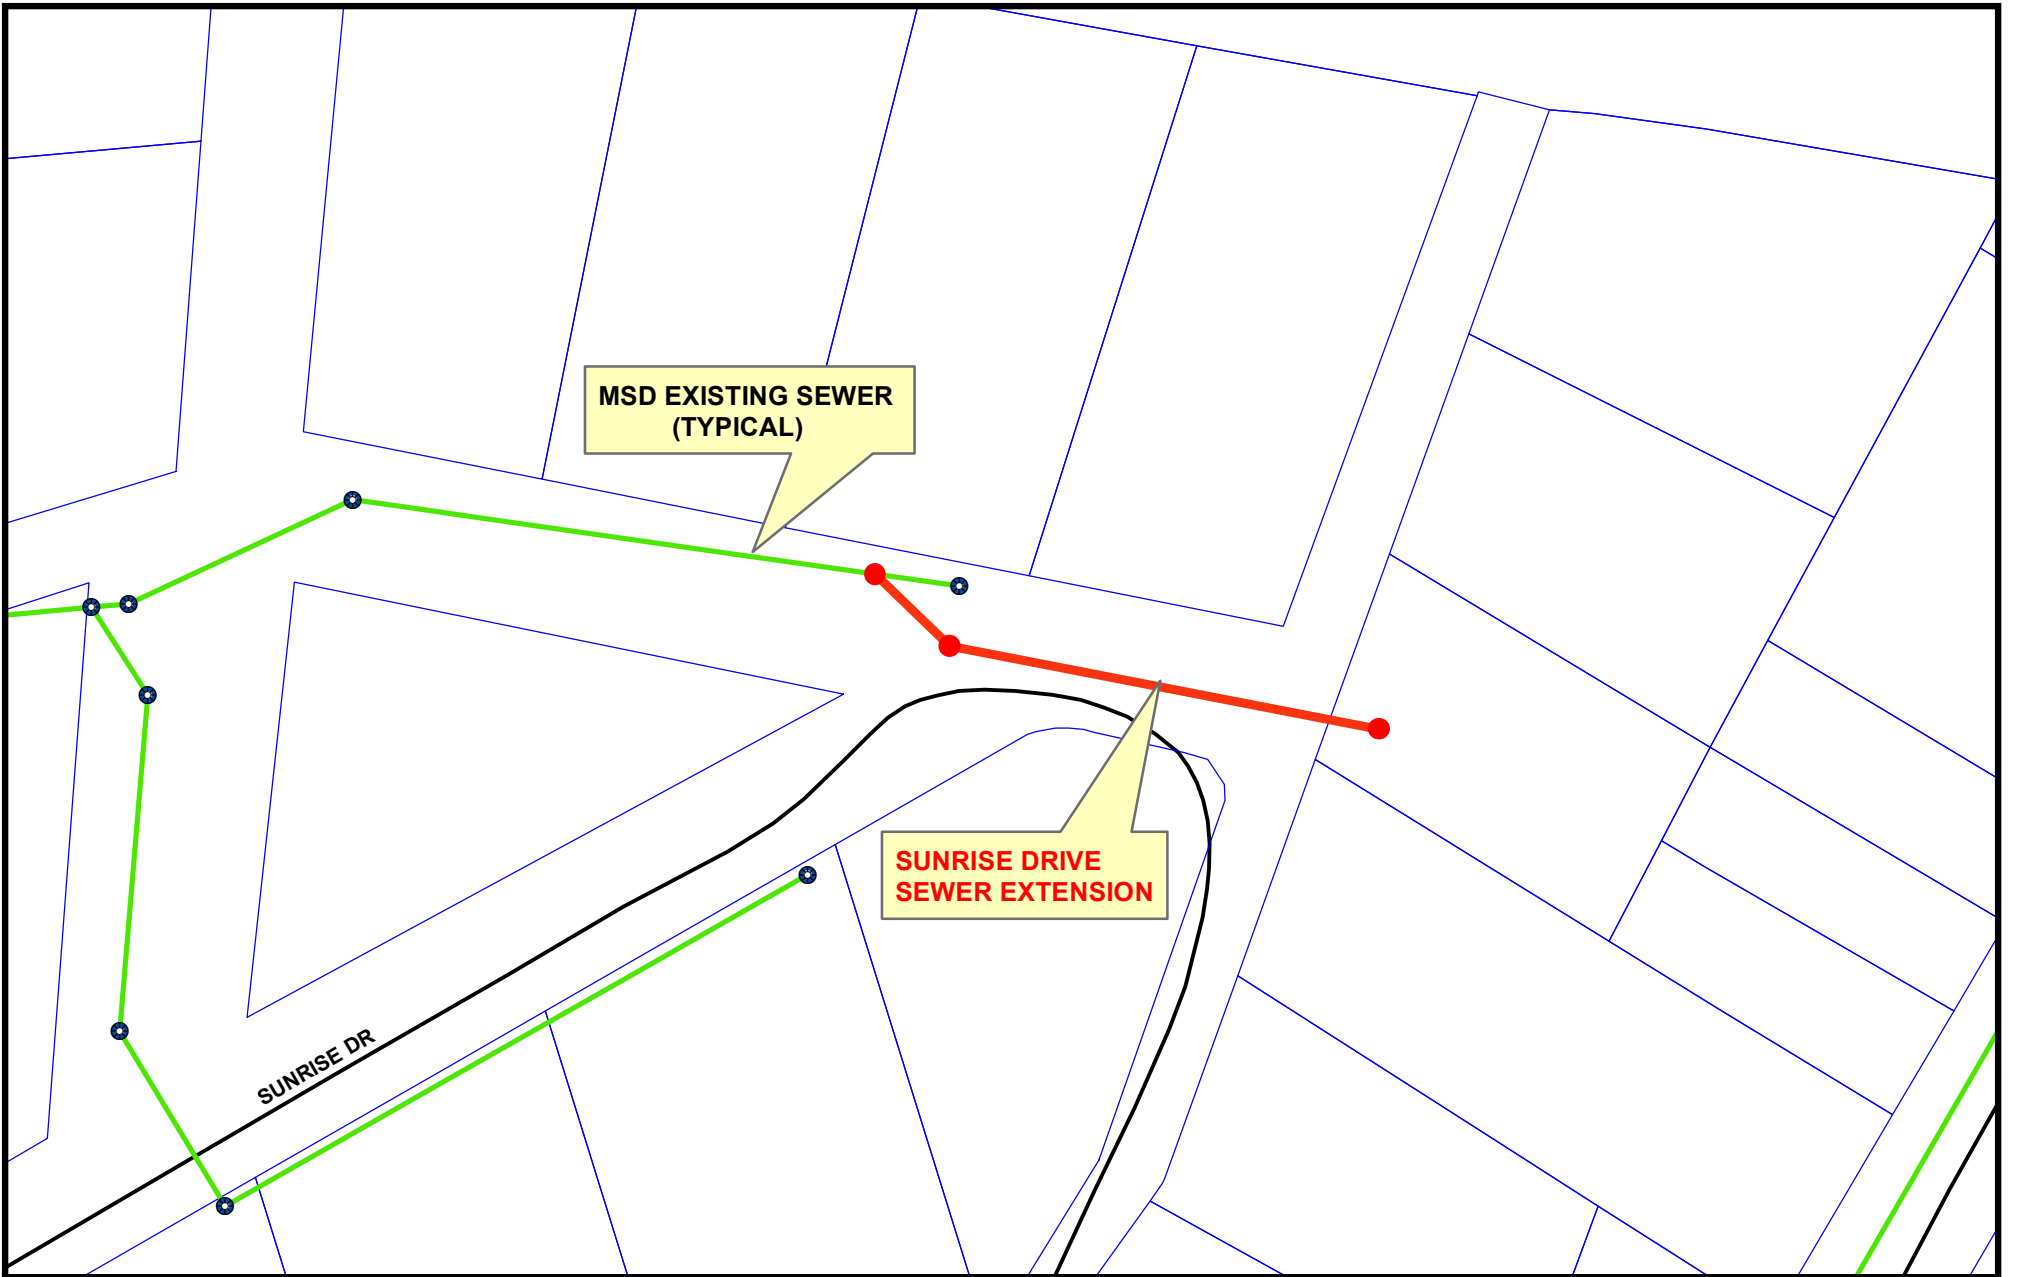 MSD EXISTING SEWER
(TYPICAL)
SUNRISE DRIVE
SEWER EXTENSION
SUNRISE DR